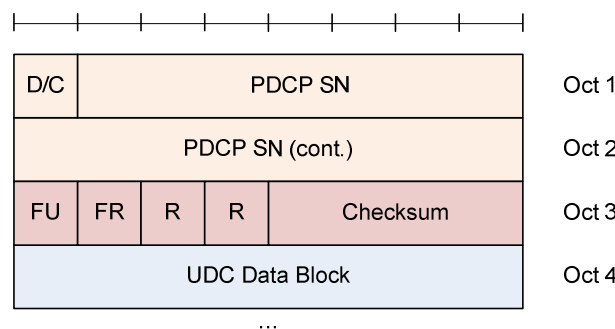 D/C PDCP SN Oct 1
PDCP SN (cont.) Oct 2
FU FR R R Checksum Oct 3
UDC Data Block Oct 4
...